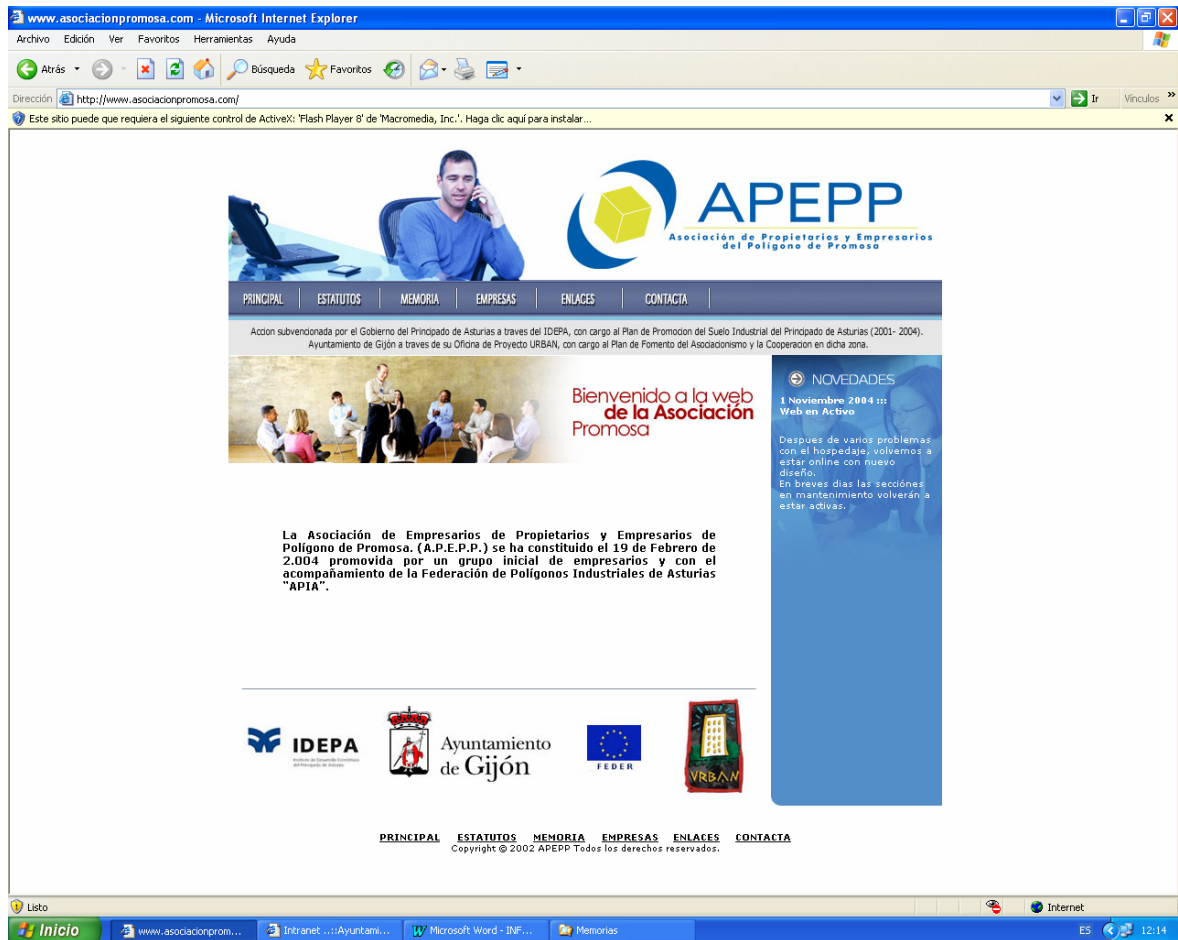 www.asociacionpromosa.com - Microsoft Internet Explorer
Archivo Edición Ver Favoritos Herramientas Ayuda
Atrás Búsqueda Favoritos
Dirección http://www.asociacionpromosa.com/ Ir Vínculos »
Este sitio puede que requiera el siguiente control de ActiveX: 'Flash Player 8' de 'Macromedia, Inc.'. Haga clic aquí para instalar...
APEPP
Asociación de Propietarios y Empresarios
del Polígono de Promosa
PRINCIPAL ESTATUTOS MEMORIA EMPRESAS ENLACES CONTACTA
Accion subvencionada por el Gobierno del Principado de Asturias a traves del IDEPA, con cargo al Plan de Promocion del Suelo Industrial del Principado de Asturias (2001- 2004).
Ayuntamiento de Gijón a traves de su Oficina de Proyecto URBAN, con cargo al Plan de Fomento del Asociacionismo y la Cooperacion en dicha zona.
Bienvenido a la web
de la Asociación
Promosa
NOVEDADES
1 Noviembre 2004 :::
Web en Activo
Despues de varios problemas
con el hospedaje, volvemos a
estar online con nuevo
diseño.
En breves dias las secciónes
en mantenimiento volverán a
estar activas.
La Asociación de Empresarios de Propietarios y Empresarios de
Polígono de Promosa. (A.P.E.P.P.) se ha constituido el 19 de Febrero de
2.004 promovida por un grupo inicial de empresarios y con el
acompañamiento de la Federación de Polígonos Industriales de Asturias
"APIA".
IDEPA
Instituto de Desarrollo Económico
del Principado de Asturias
Ayuntamiento
de Gijón
FEDER
VRBAN
PRINCIPAL ESTATUTOS MEMORIA EMPRESAS ENLACES CONTACTA
Copyright @ 2002 APEPP Todos los derechos reservados.
Listo Internet
Inicio www.asociacionprom... Intranet ..::Ayuntami... Microsoft Word - INF... Memorias ES 12:14